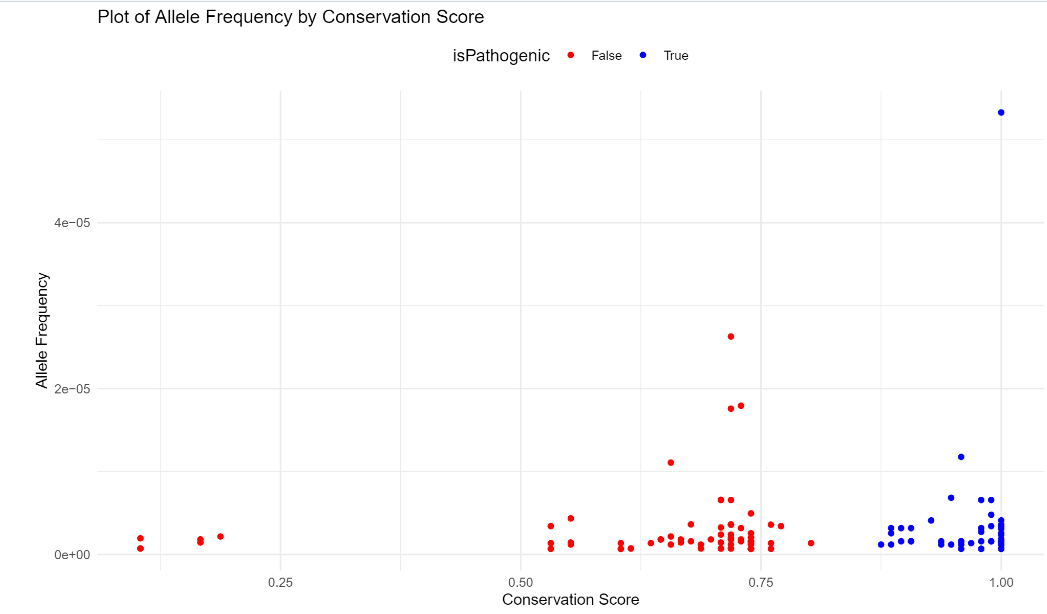 Plot of Allele Frequency by Conservation Score
isPathogenic False True
4e−05
2e−05
0e+00
Allele Frequency
0.25 0.50 0.75 1.00
Conservation Score